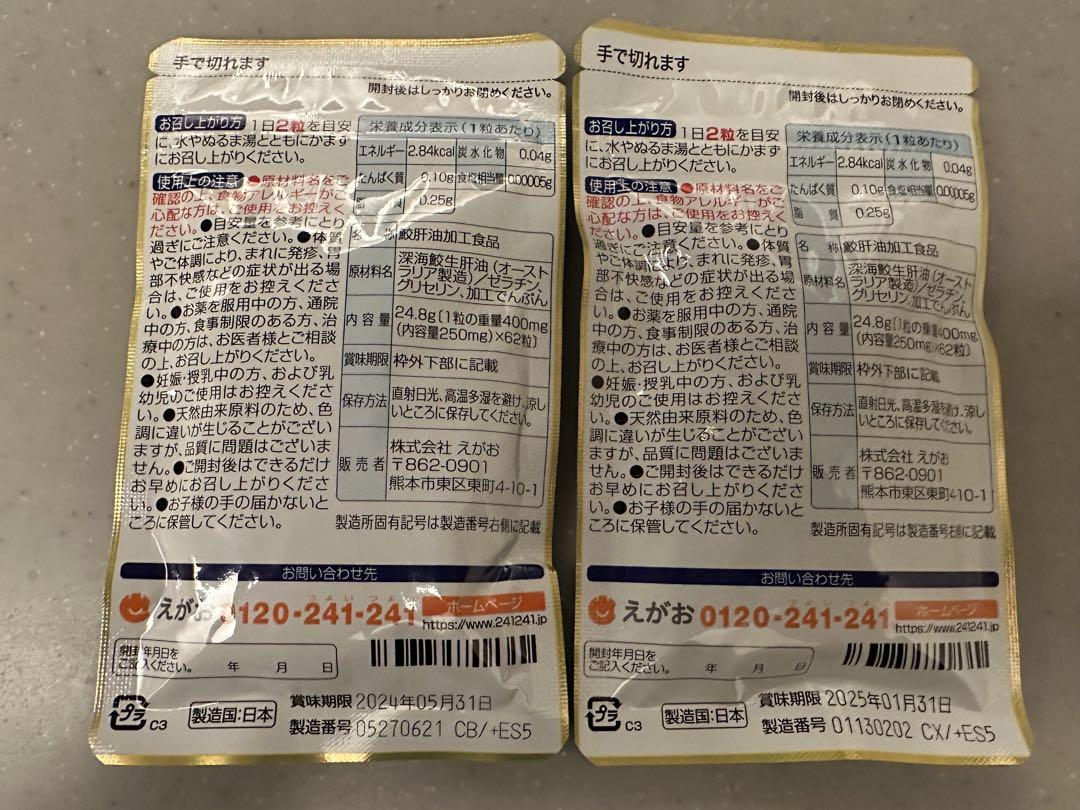 手で切れます
開封後はしっかりお閉めください。
お召し上がり方 1日2粒を目安
に、水やぬるま湯とともにかまず
にお召し上がりください。
使用上の注意 ●原材料名をご
確認の上、食物アレルギーがご
心配な方は、ご使用をお控えく
ださい。●目安量を参考にとり
過ぎにご注意ください。●体質
やご体調により、まれに発疹、胃
部不快感などの症状が出る場
合は、ご使用をお控えくださ
い。●お薬を服用中の方、通院
中の方、食事制限のある方、治
療中の方は、お医者様とご相談
の上、お召し上がりください。
●妊娠・授乳中の方、および乳
幼児のご使用はお控えくださ
い。●天然由来原料のため、色
調に違いが生じることがござい
ますが、品質に問題はございま
せん。●ご開封後はできるだけ
お早めにお召し上がりくださ
い。●お子様の手の届かないと
ころに保管してください。
栄養成分表示(1粒あたり)
エネルギー 2.84kcal 炭水化物 0.04g
たんぱく質 0.10g 食塩相当量 0.00005g
脂質 0.25g
名称 鮫肝油加工食品
原材料名 深海鮫生肝油(オースト
ラリア製造)/ゼラチン、
グリセリン、加工でんぷん
内容量 24.8g[1粒の重量400mg
(内容量250mg)×62粒]
賞味期限 枠外下部に記載
保存方法 直射日光、高温多湿を避け、涼し
いところに保存してください。
販売者 株式会社 えがお
〒862-0901
熊本市東区東町4-10-1
製造所固有記号は製造番号右側に記載
お問い合わせ先
えがお 0120-241-241 つよいつよい ホームページ
https://www.241241.jp
開封年月日を
ご記入ください。 年 月 日
プラ C3 製造国:日本
賞味期限 2024年05月31日
製造番号 05270621 CB/+ES5
手で切れます
開封後はしっかりお閉めください。
お召し上がり方 1日2粒を目安
に、水やぬるま湯とともにかまず
にお召し上がりください。
使用上の注意 ●原材料名をご
確認の上、食物アレルギーがご
心配な方は、ご使用をお控えく
ださい。●目安量を参考にとり
過ぎにご注意ください。●体質
やご体調により、まれに発疹、胃
部不快感などの症状が出る場
合は、ご使用をお控えくださ
い。●お薬を服用中の方、通院
中の方、食事制限のある方、治
療中の方は、お医者様とご相談
の上、お召し上がりください。
●妊娠・授乳中の方、および乳
幼児のご使用はお控えくださ
い。●天然由来原料のため、色
調に違いが生じることがござい
ますが、品質に問題はございま
せん。●ご開封後はできるだけ
お早めにお召し上がりくださ
い。●お子様の手の届かないと
ころに保管してください。
栄養成分表示(1粒あたり)
エネルギー 2.84kcal 炭水化物 0.04g
たんぱく質 0.10g 食塩相当量 0.00005g
脂質 0.25g
名称 鮫肝油加工食品
原材料名 深海鮫生肝油(オースト
ラリア製造)/ゼラチン、
グリセリン、加工でんぷん
内容量 24.8g[1粒の重量400mg
(内容量250mg)×62粒]
賞味期限 枠外下部に記載
保存方法 直射日光、高温多湿を避け、涼し
いところに保存してください。
販売者 株式会社 えがお
〒862-0901
熊本市東区東町4-10-1
製造所固有記号は製造番号右側に記載
お問い合わせ先
えがお 0120-241-241 ホームページ
https://www.241241.jp
開封年月日を
ご記入ください。 年 月 日
プラ C3 製造国:日本
賞味期限 2025年01月31日
製造番号 01130202 CX/+ES5